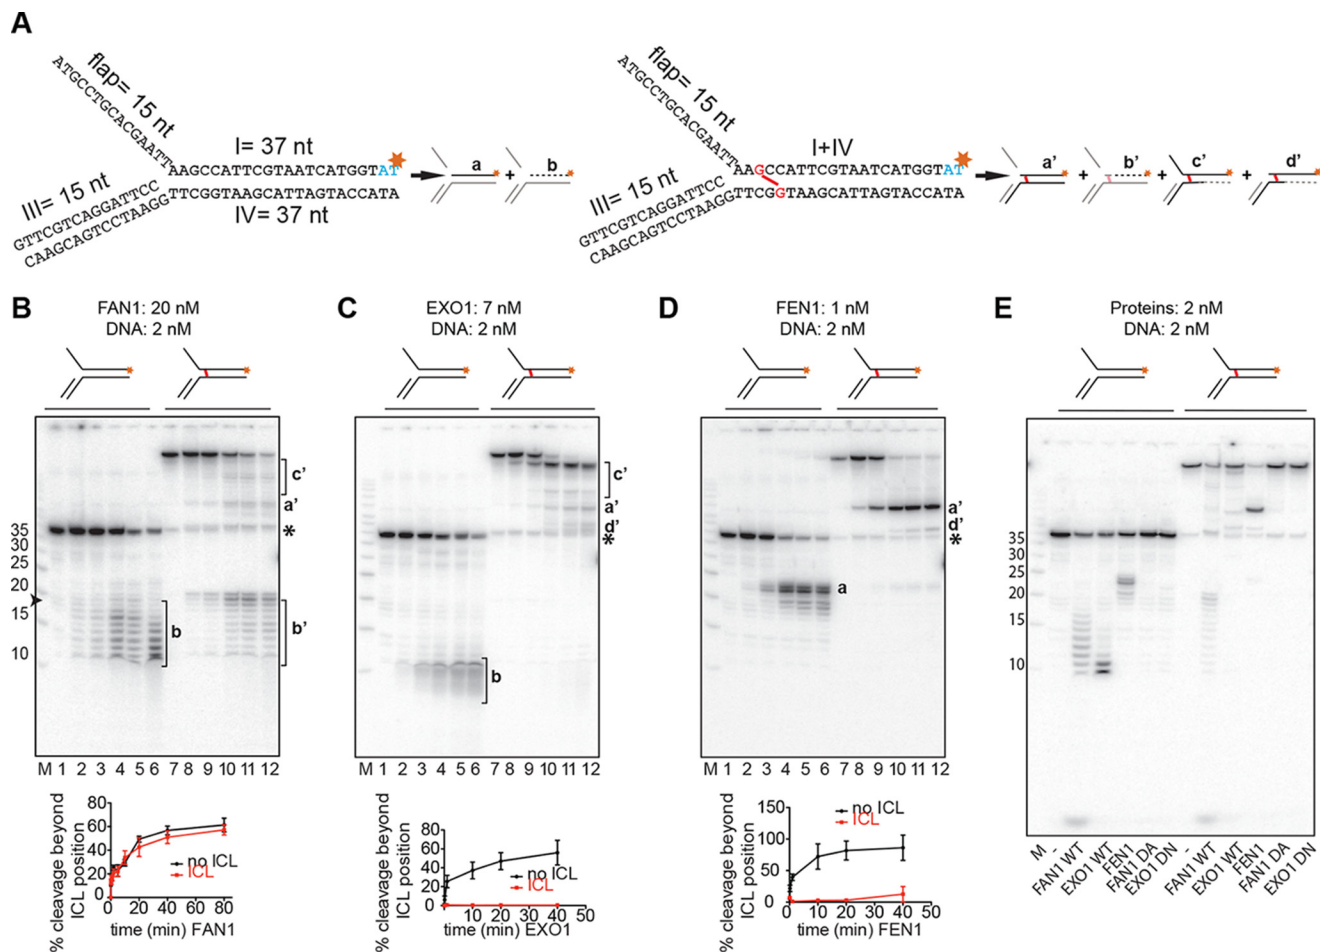 A
flap= 15 nt
ATGCCTGCACGAATT
I= 37 nt
AAGCCATTCGTAATCATGGTAT
a
b
+
III= 15 nt
GTTCGTCAGGATTCC
CAAGCAGTCCTAAGG
TTCGGTAAGCATTAGTACCATA
IV= 37 nt
flap= 15 nt
ATGCCTGCACGAATT
I+IV
AAGCCATTCGTAATCATGGTAT
a'
b'
c'
d'
+
+
+
III= 15 nt
GTTCGTCAGGATTCC
CAAGCAGTCCTAAGG
TTCGGTAAGCATTAGTACCATA
B
FAN1: 20 nM
DNA: 2 nM
c'
a'
*
35
30
25
20
15
10
b
b'
M 1 2 3 4 5 6 7 8 9 10 11 12
% cleavage beyond
ICL position
80
60
40
20
0
no ICL
ICL
0 20 40 60 80
time (min) FAN1
C
EXO1: 7 nM
DNA: 2 nM
c'
a'
d'
*
b
M 1 2 3 4 5 6 7 8 9 10 11 12
% cleavage beyond
ICL position
80
60
40
20
0
no ICL
ICL
0 10 20 30 40 50
time (min) EXO1
D
FEN1: 1 nM
DNA: 2 nM
a'
d'
*
a
M 1 2 3 4 5 6 7 8 9 10 11 12
% cleavage beyond
ICL position
150
100
50
0
no ICL
ICL
0 10 20 30 40 50
time (min) FEN1
E
Proteins: 2 nM
DNA: 2 nM
35
30
25
20
15
10
M
-
FAN1 WT
EXO1 WT
FEN1
FAN1 DA
EXO1 DN
-
FAN1 WT
EXO1 WT
FEN1
FAN1 DA
EXO1 DN